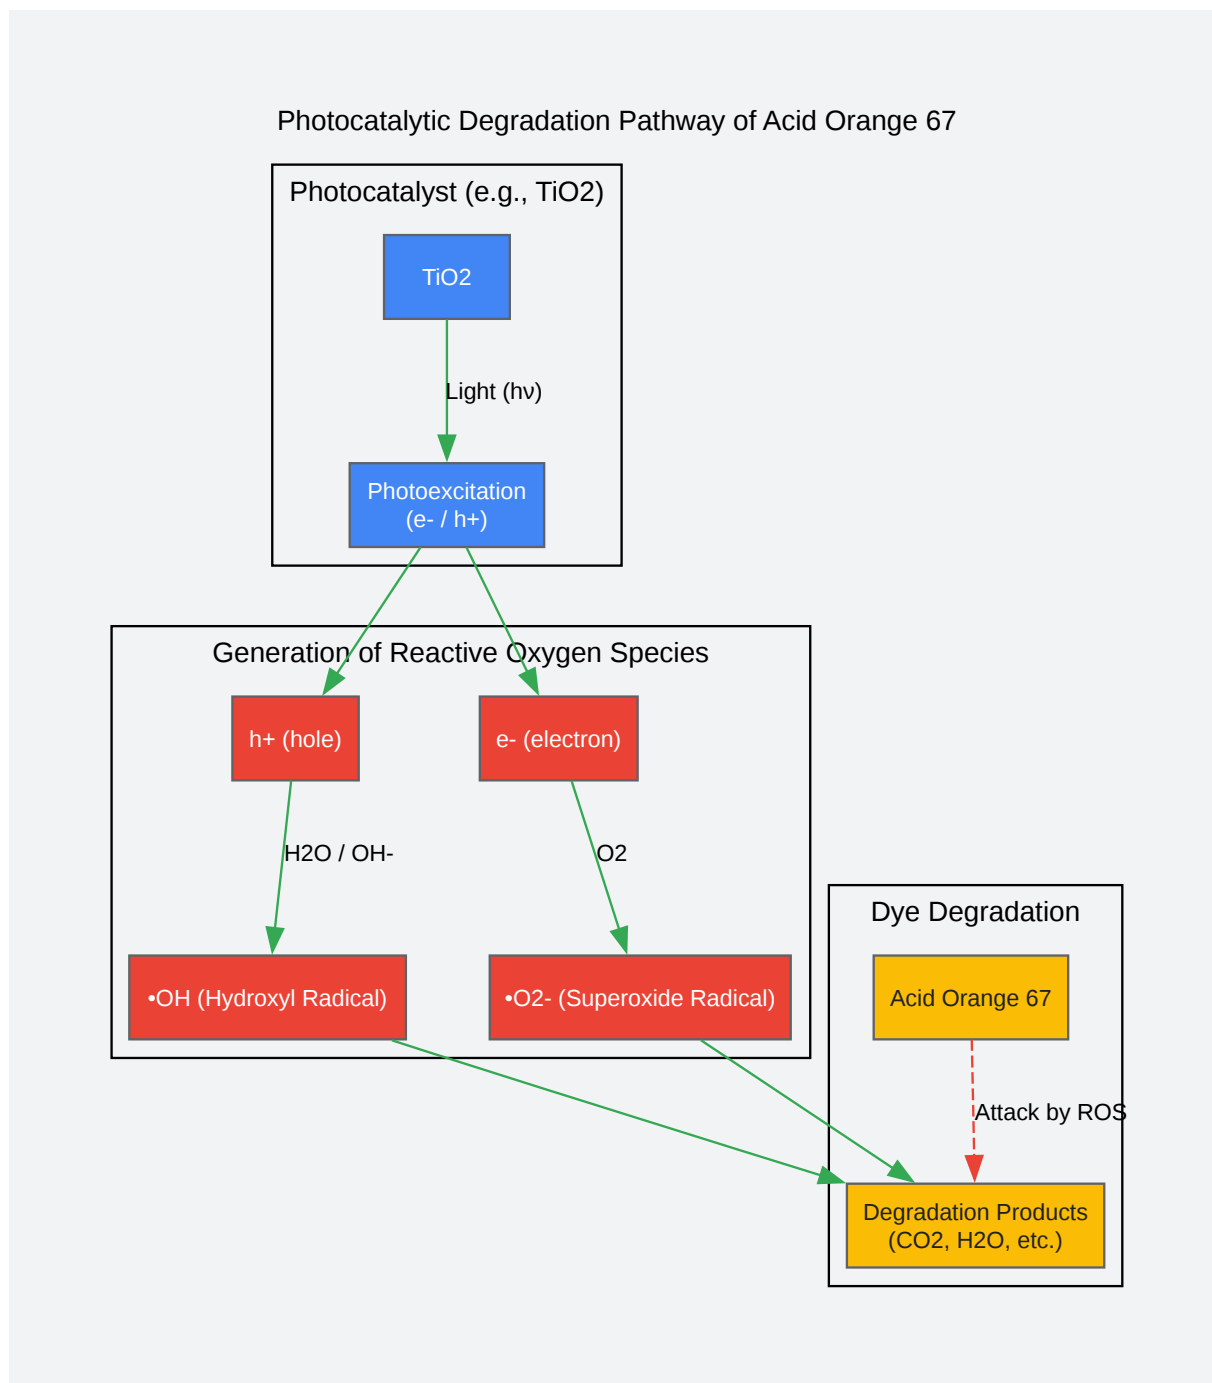 Photocatalytic Degradation Pathway of Acid Orange 67
Photocatalyst (e.g., TiO2)
TiO2
Light (hν)
Photoexcitation
(e- / h+)
Generation of Reactive Oxygen Species
h+ (hole)
e- (electron)
H2O / OH-
O2
Dye Degradation
•OH (Hydroxyl Radical)
•O2- (Superoxide Radical)
Acid Orange 67
Attack by ROS
Degradation Products
(CO2, H2O, etc.)